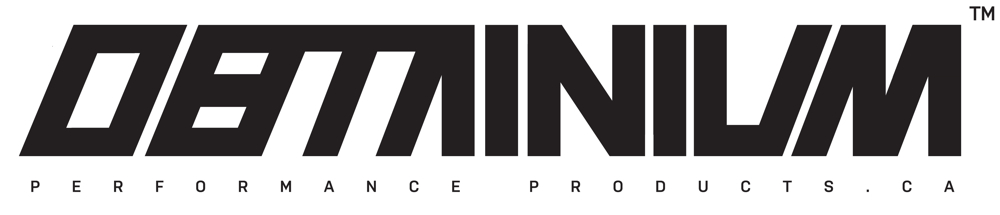 OBTAINIUM™
PERFORMANCE PRODUCTS.CA